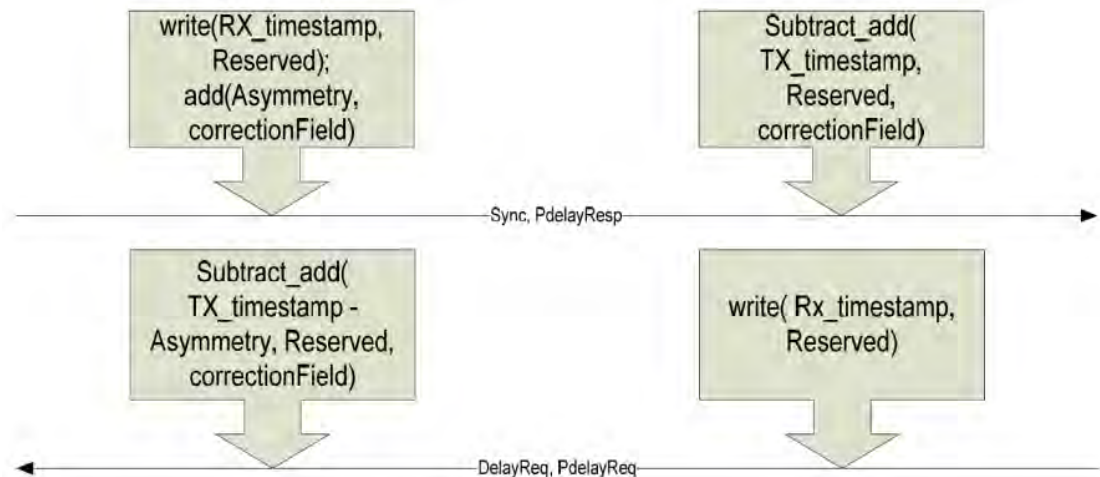 write(RX_timestamp,
Reserved);
add(Asymmetry,
correctionField)
Subtract_add(
TX_timestamp,
Reserved,
correctionField)
Sync, PdelayResp
Subtract_add(
TX_timestamp -
Asymmetry, Reserved,
correctionField)
write( Rx_timestamp,
Reserved)
DelayReq, PdelayReq